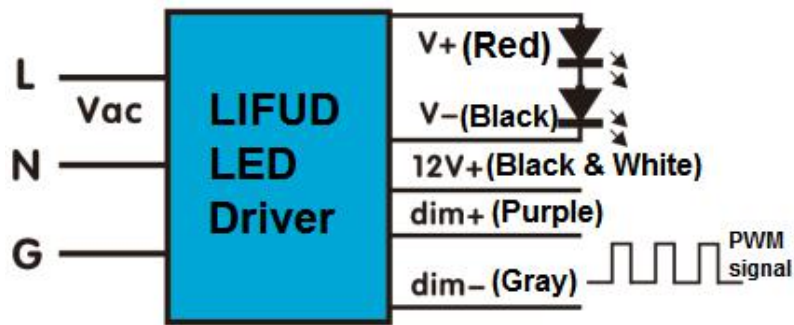 L
Vac
N
G
LIFUD
LED
Driver
V+ (Red)
V- (Black)
12V+ (Black & White)
dim+ (Purple)
dim- (Gray)
PWM
signal